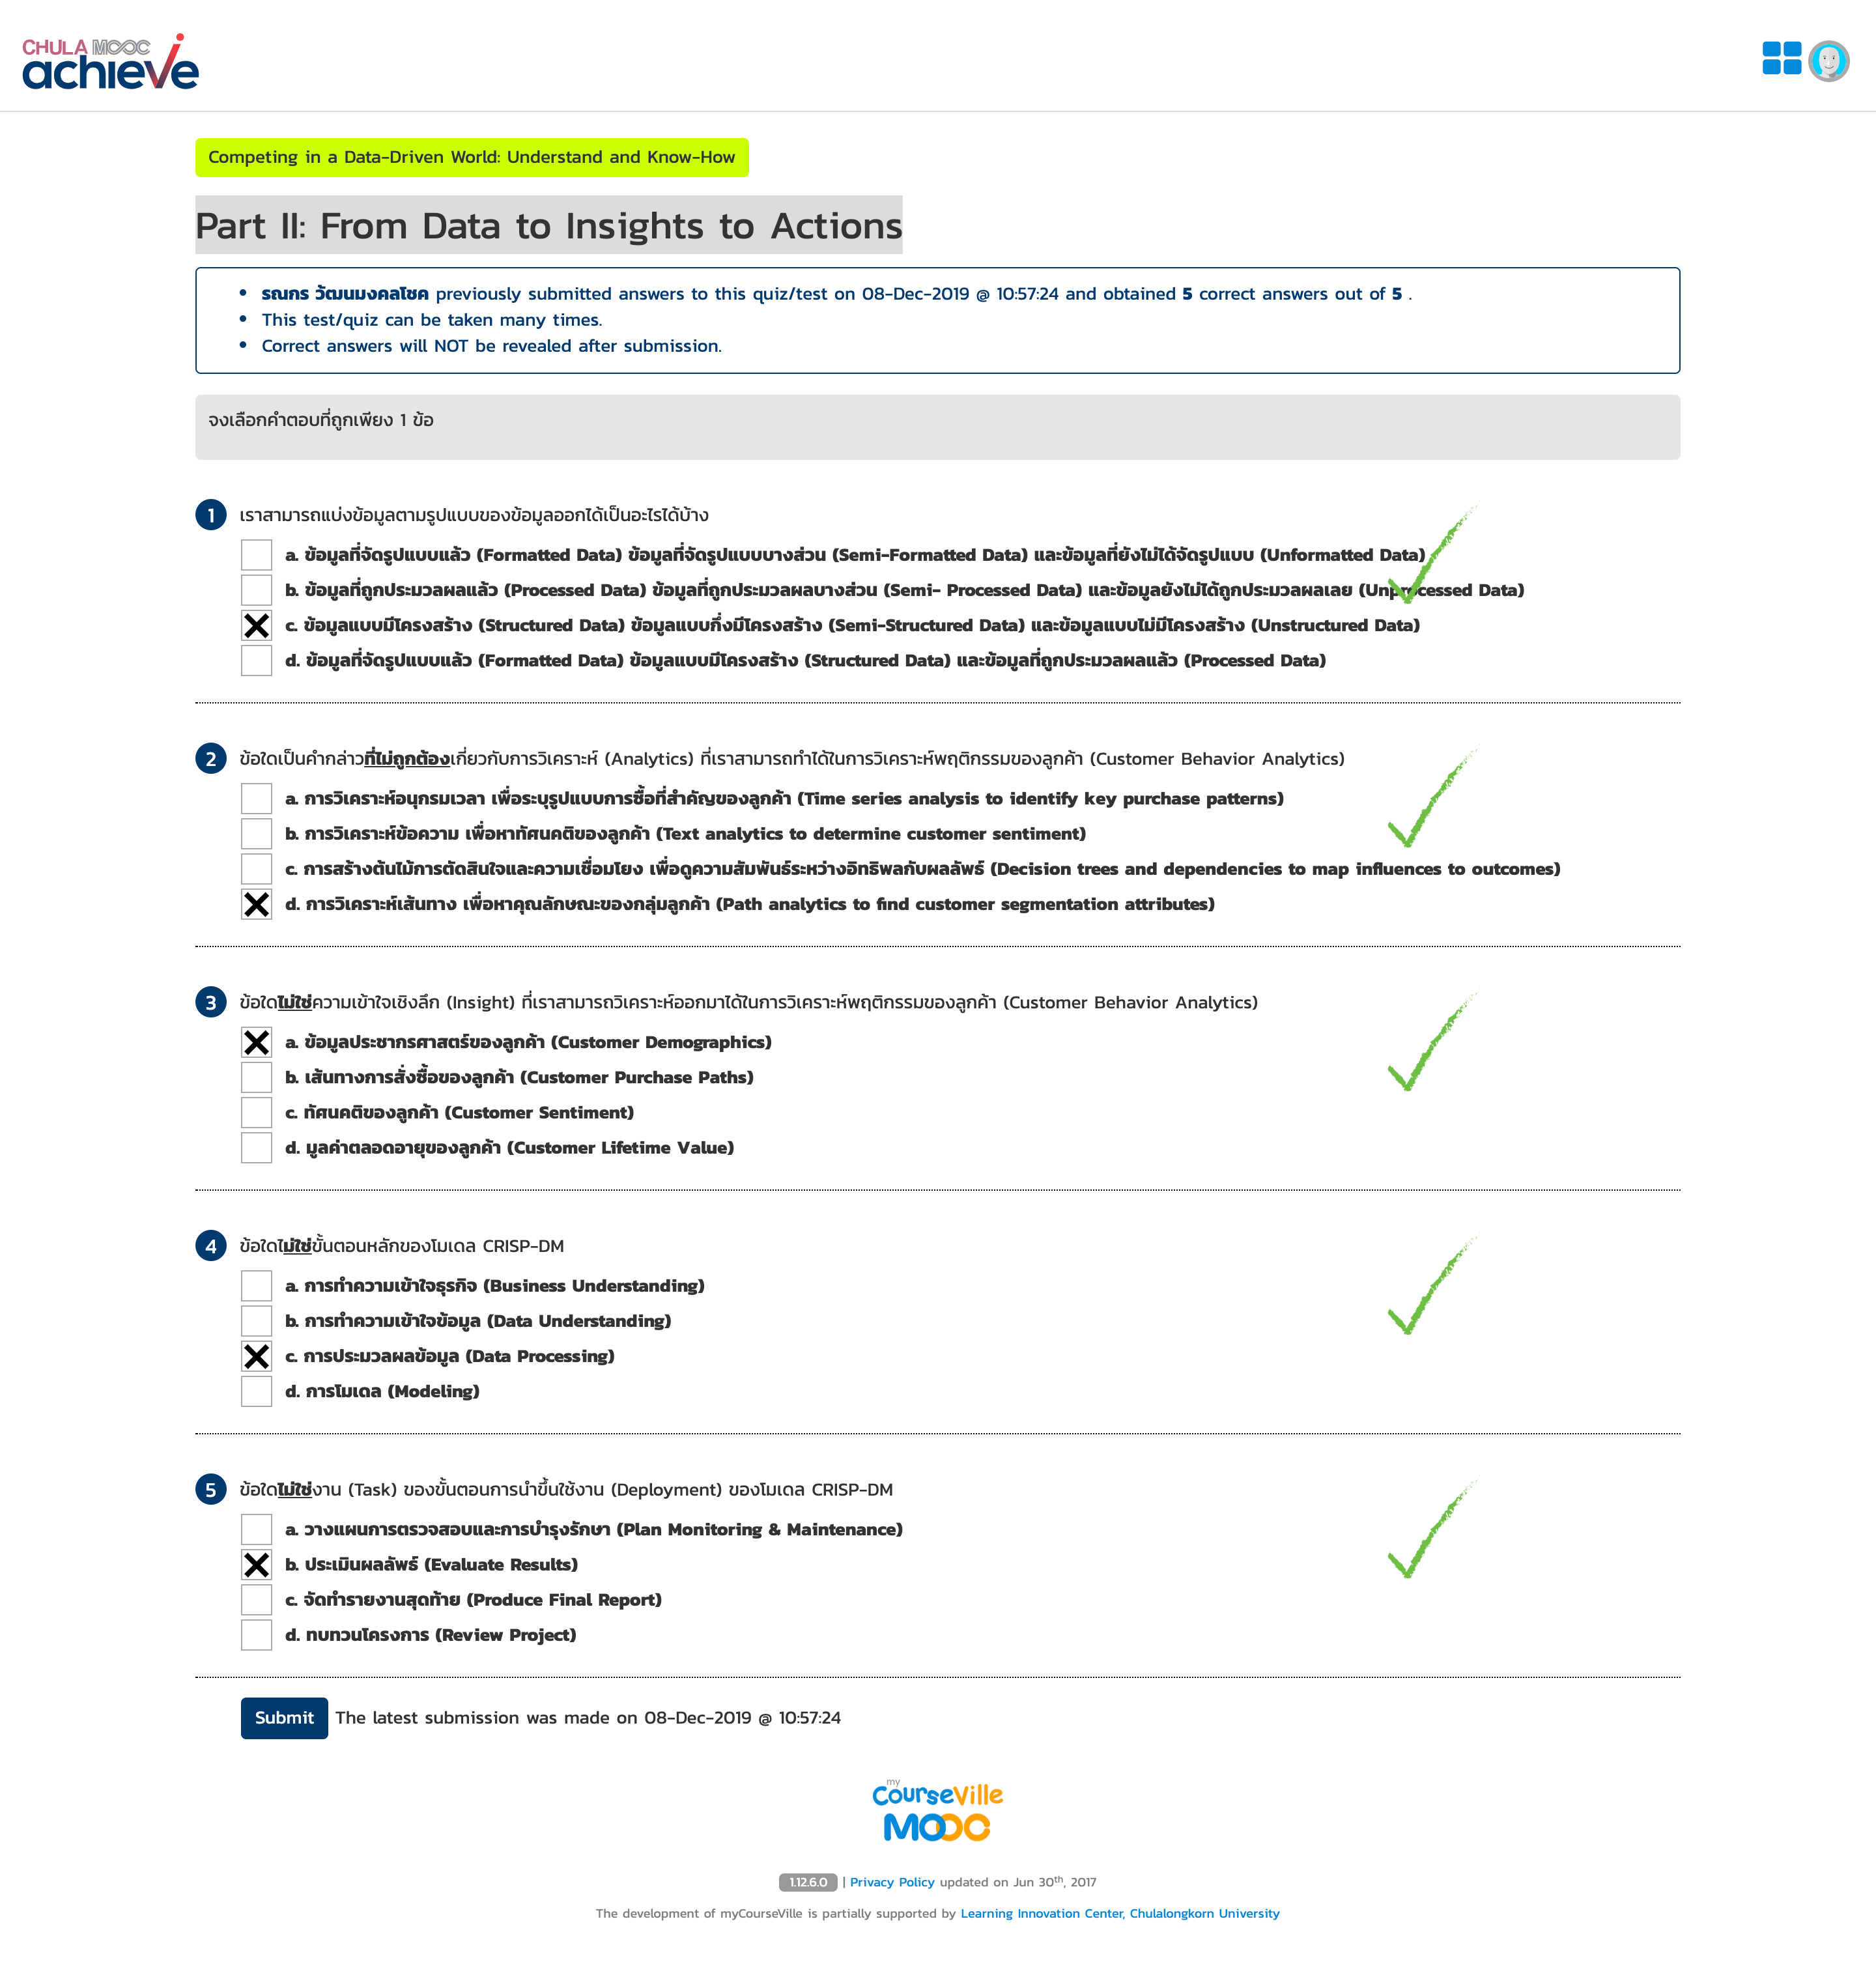 CHULA MOOC
achieve
Competing in a Data-Driven World: Understand and Know-How
Part II: From Data to Insights to Actions
• รณกร วัฒนมงคลโชค previously submitted answers to this quiz/test on 08-Dec-2019 @ 10:57:24 and obtained 5 correct answers out of 5 .
• This test/quiz can be taken many times.
• Correct answers will NOT be revealed after submission.
จงเลือกคำตอบที่ถูกเพียง 1 ข้อ
1 เราสามารถแบ่งข้อมูลตามรูปแบบของข้อมูลออกได้เป็นอะไรได้บ้าง
a. ข้อมูลที่จัดรูปแบบแล้ว (Formatted Data) ข้อมูลที่จัดรูปแบบบางส่วน (Semi-Formatted Data) และข้อมูลที่ยังไม่ได้จัดรูปแบบ (Unformatted Data)
b. ข้อมูลที่ถูกประมวลผลแล้ว (Processed Data) ข้อมูลที่ถูกประมวลผลบางส่วน (Semi- Processed Data) และข้อมูลยังไม่ได้ถูกประมวลผลเลย (Unprocessed Data)
c. ข้อมูลแบบมีโครงสร้าง (Structured Data) ข้อมูลแบบกึ่งมีโครงสร้าง (Semi-Structured Data) และข้อมูลแบบไม่มีโครงสร้าง (Unstructured Data)
d. ข้อมูลที่จัดรูปแบบแล้ว (Formatted Data) ข้อมูลแบบมีโครงสร้าง (Structured Data) และข้อมูลที่ถูกประมวลผลแล้ว (Processed Data)
2 ข้อใดเป็นคำกล่าวที่ไม่ถูกต้องเกี่ยวกับการวิเคราะห์ (Analytics) ที่เราสามารถทำได้ในการวิเคราะห์พฤติกรรมของลูกค้า (Customer Behavior Analytics)
a. การวิเคราะห์อนุกรมเวลา เพื่อระบุรูปแบบการซื้อที่สำคัญของลูกค้า (Time series analysis to identify key purchase patterns)
b. การวิเคราะห์ข้อความ เพื่อหาทัศนคติของลูกค้า (Text analytics to determine customer sentiment)
c. การสร้างต้นไม้การตัดสินใจและความเชื่อมโยง เพื่อดูความสัมพันธ์ระหว่างอิทธิพลกับผลลัพธ์ (Decision trees and dependencies to map influences to outcomes)
d. การวิเคราะห์เส้นทาง เพื่อหาคุณลักษณะของกลุ่มลูกค้า (Path analytics to find customer segmentation attributes)
3 ข้อใดไม่ใช่ความเข้าใจเชิงลึก (Insight) ที่เราสามารถวิเคราะห์ออกมาได้ในการวิเคราะห์พฤติกรรมของลูกค้า (Customer Behavior Analytics)
a. ข้อมูลประชากรศาสตร์ของลูกค้า (Customer Demographics)
b. เส้นทางการสั่งซื้อของลูกค้า (Customer Purchase Paths)
c. ทัศนคติของลูกค้า (Customer Sentiment)
d. มูลค่าตลอดอายุของลูกค้า (Customer Lifetime Value)
4 ข้อใดไม่ใช่ขั้นตอนหลักของโมเดล CRISP-DM
a. การทำความเข้าใจธุรกิจ (Business Understanding)
b. การทำความเข้าใจข้อมูล (Data Understanding)
c. การประมวลผลข้อมูล (Data Processing)
d. การโมเดล (Modeling)
5 ข้อใดไม่ใช่งาน (Task) ของขั้นตอนการนำขึ้นใช้งาน (Deployment) ของโมเดล CRISP-DM
a. วางแผนการตรวจสอบและการบำรุงรักษา (Plan Monitoring & Maintenance)
b. ประเมินผลลัพธ์ (Evaluate Results)
c. จัดทำรายงานสุดท้าย (Produce Final Report)
d. ทบทวนโครงการ (Review Project)
Submit The latest submission was made on 08-Dec-2019 @ 10:57:24
my
CourseVille
MOOC
1.12.6.0 | Privacy Policy updated on Jun 30th, 2017
The development of myCourseVille is partially supported by Learning Innovation Center, Chulalongkorn University